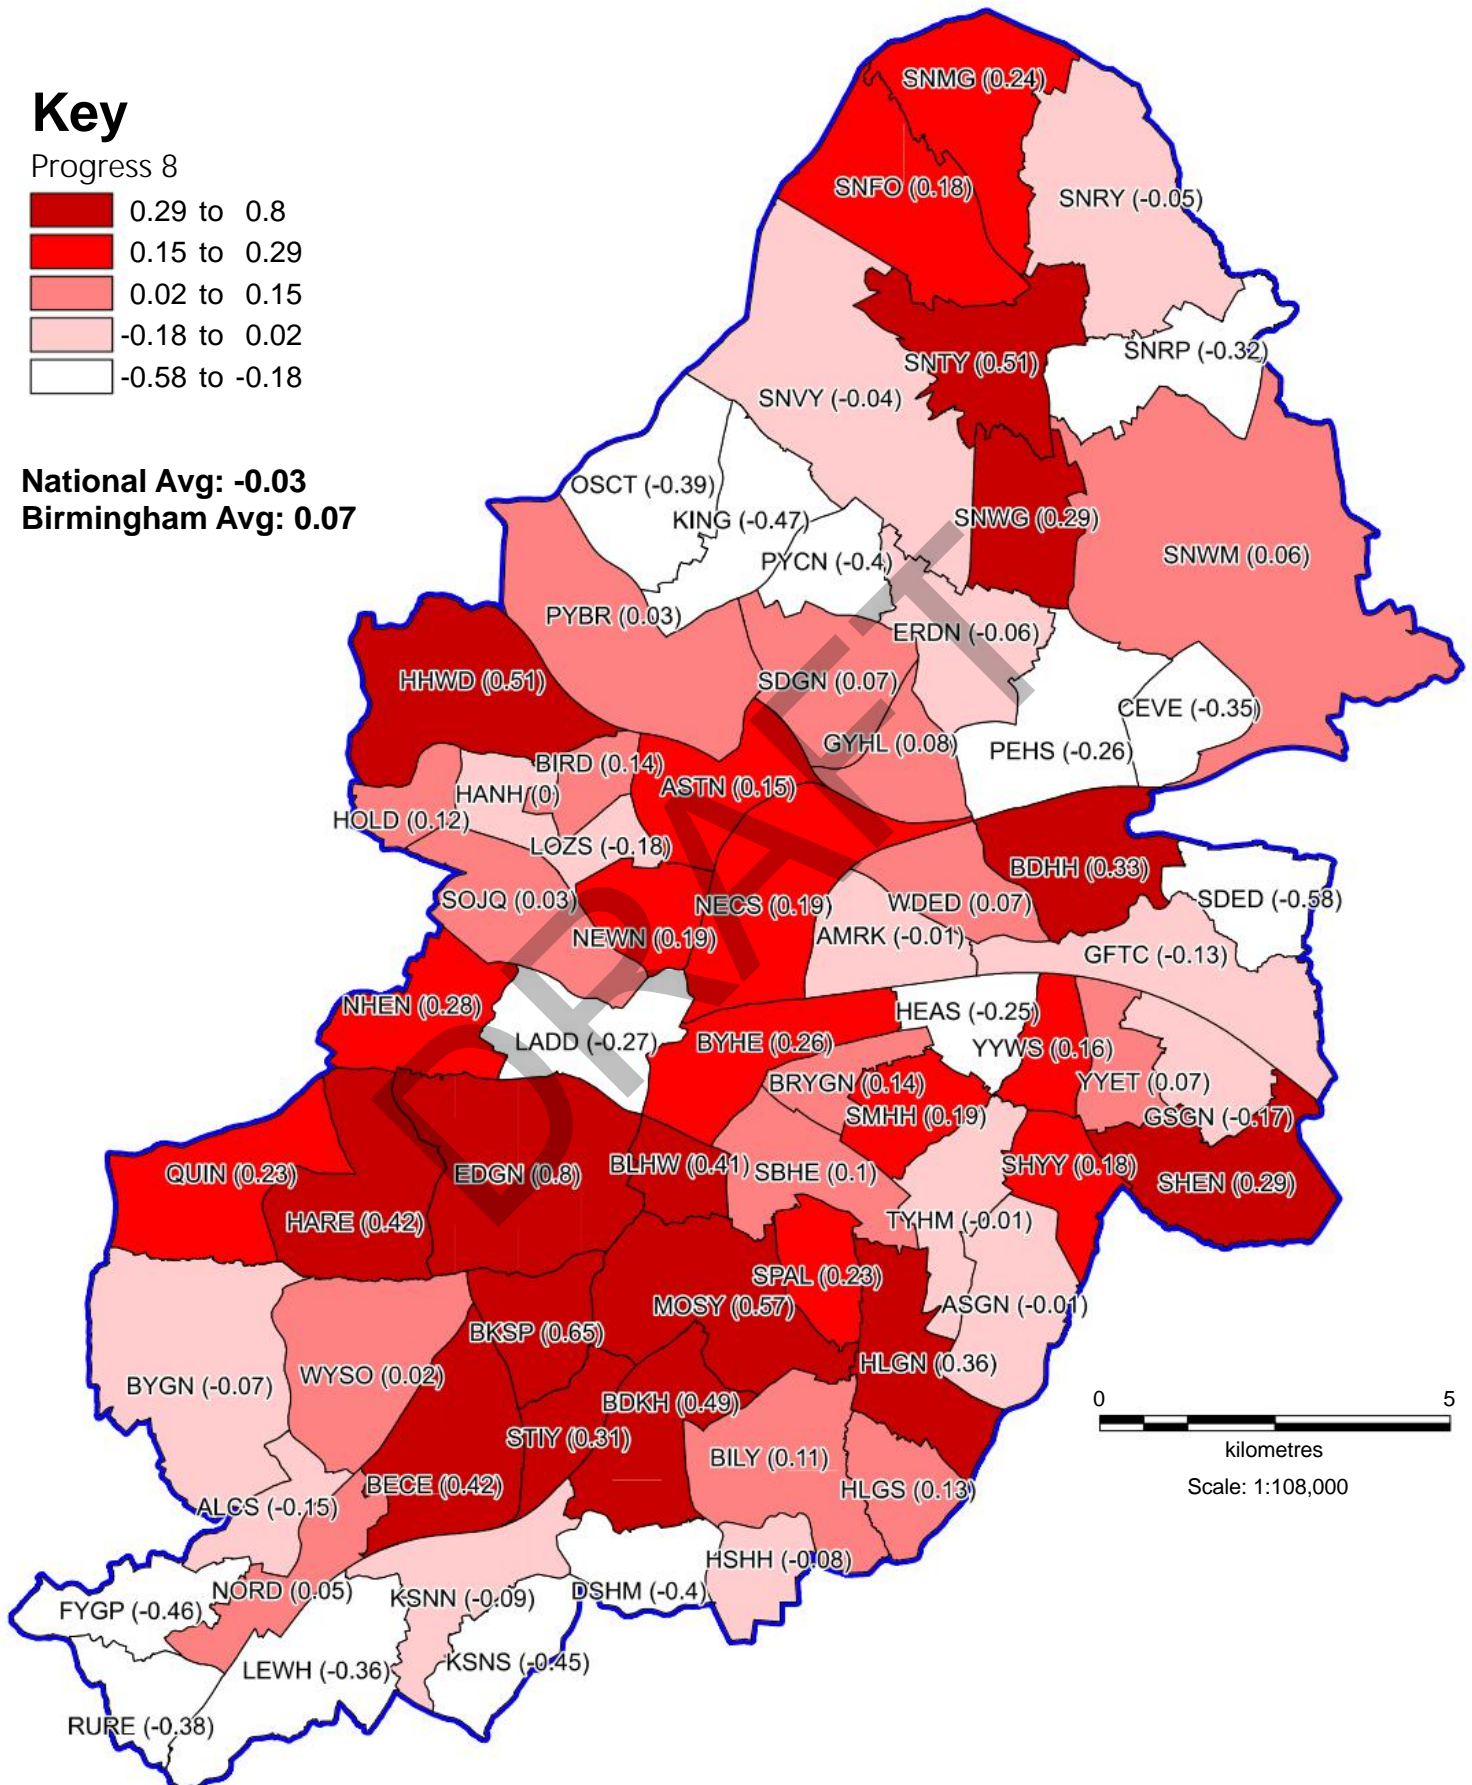 Key
Progress 8
0.29 to 0.8
0.15 to 0.29
0.02 to 0.15
-0.18 to 0.02
-0.58 to -0.18
National Avg: -0.03
Birmingham Avg: 0.07
SNMG (0.24)
SNFO (0.18)
SNRY (-0.05)
SNRP (-0.32)
SNTY (0.51)
SNVY (-0.04)
OSCT (-0.39)
KING (-0.47)
SNWG (0.29)
SNWM (0.06)
PYCN (-0.4)
PYBR (0.03)
ERDN (-0.06)
HHWD (0.51)
SDGN (0.07)
CEVE (-0.35)
GYHL (0.08)
PEHS (-0.26)
BIRD (0.14)
ASTN (0.15)
HANH (0)
HOLD (0.12)
LOZS (-0.18)
BDHH (0.33)
SOJQ (0.03)
NECS (0.19)
WDED (0.07)
SDED (-0.58)
NEWN (0.19)
AMRK (-0.01)
GFTC (-0.13)
NHEN (0.28)
HEAS (-0.25)
LADD (-0.27)
BYHE (0.26)
YYWS (0.16)
BRYGN (0.14)
YYET (0.07)
SMHH (0.19)
GSGN (-0.17)
QUIN (0.23)
EDGN (0.8)
BLHW (0.41)
SBHE (0.1)
SHYY (0.18)
SHEN (0.29)
HARE (0.42)
TYHM (-0.01)
SPAL (0.23)
MOSY (0.57)
ASGN (-0.01)
BKSP (0.65)
HLGN (0.36)
BYGN (-0.07)
WYSO (0.02)
BDKH (0.49)
STIY (0.31)
BILY (0.11)
BECE (0.42)
HLGS (0.13)
ALCS (-0.15)
HSHH (-0.08)
NORD (0.05)
KSNN (-0.09)
DSHM (-0.4)
FYGP (-0.46)
LEWH (-0.36)
KSNS (-0.45)
RURE (-0.38)
0 5
kilometres
Scale: 1:108,000
DRAFT